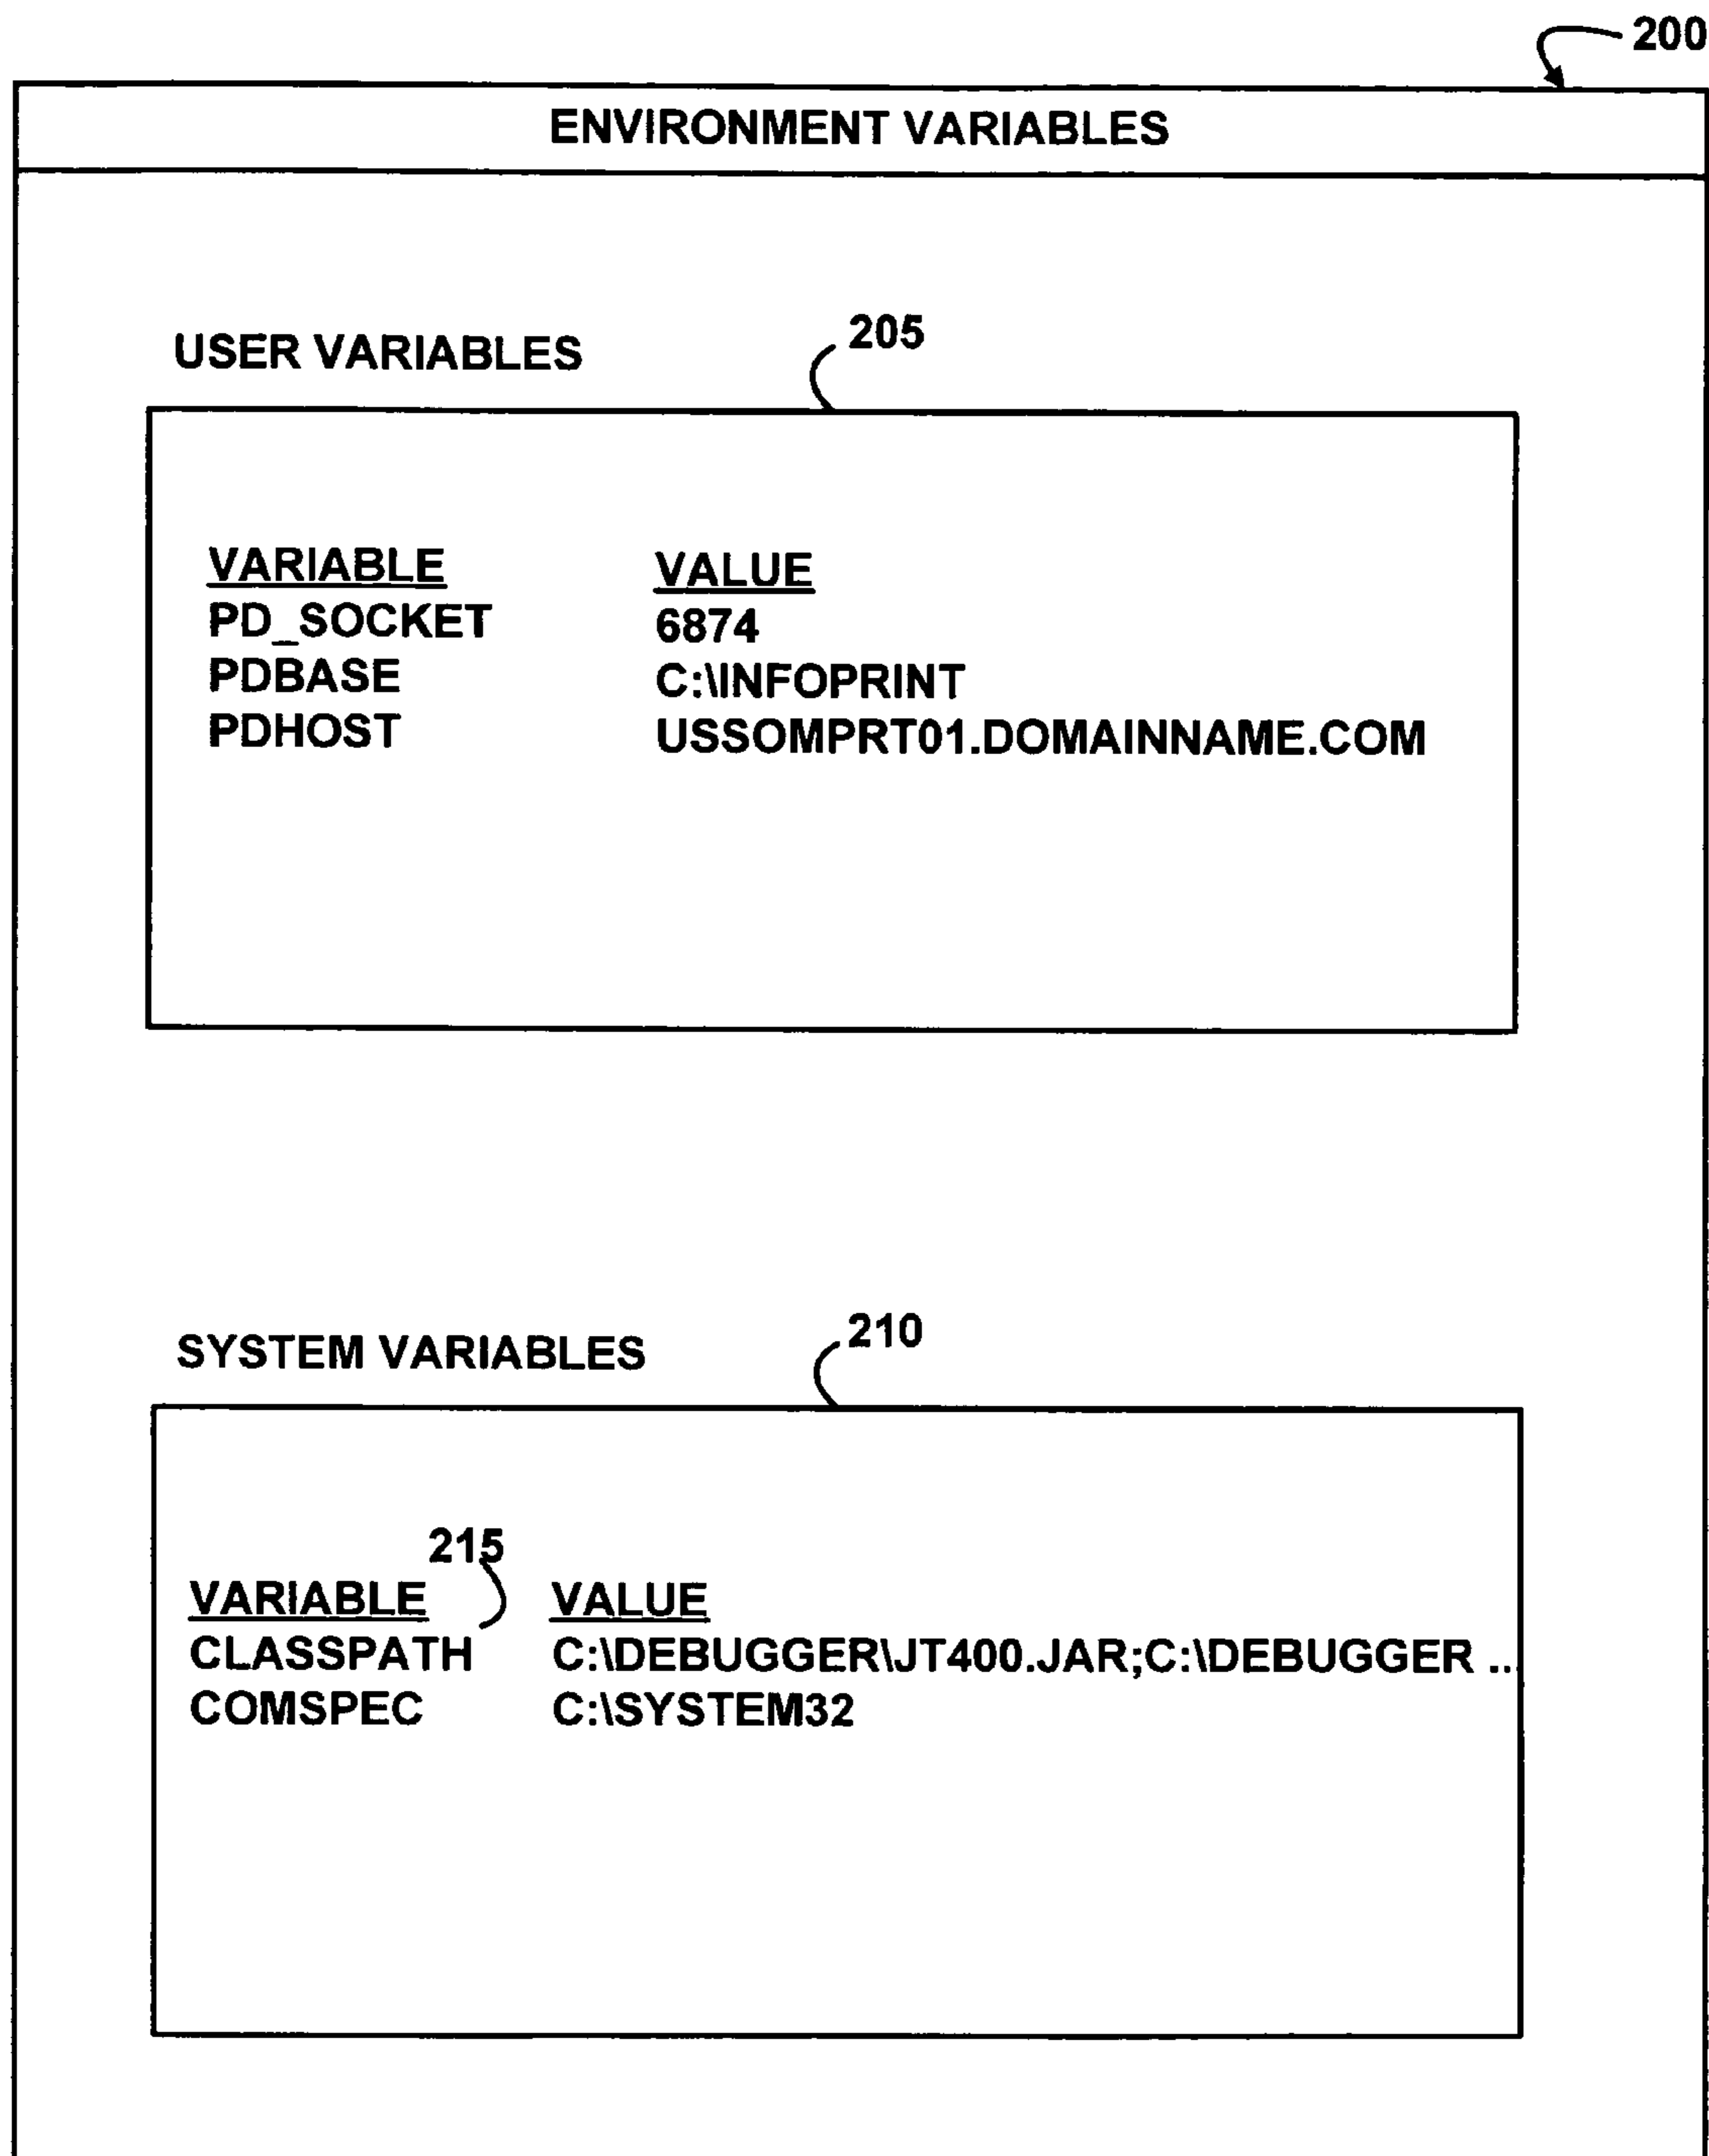 200
ENVIRONMENT VARIABLES
USER VARIABLES
205
VARIABLE VALUE
PD_SOCKET 6874
PDBASE C:\INFOPRINT
PDHOST USSOMPRT01.DOMAINNAME.COM
SYSTEM VARIABLES
210
215
VARIABLE VALUE
CLASSPATH C:\DEBUGGER\JT400.JAR;C:\DEBUGGER ...
COMSPEC C:\SYSTEM32